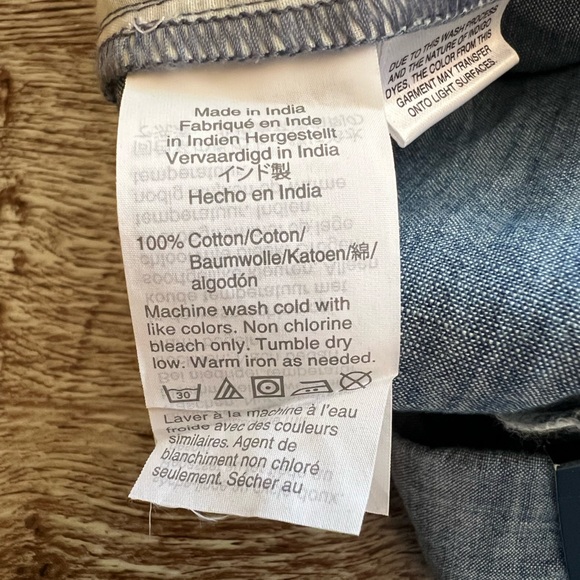 Made in India
Fabriqué en Inde
in Indien Hergestellt
Vervaardigd in India
インド製
Hecho en India
100% Cotton/Coton/
Baumwolle/Katoen/綿/
algodón
Machine wash cold with
like colors. Non chlorine
bleach only. Tumble dry
low. Warm iron as needed.
30
Laver à la machine à l'eau
froide avec des couleurs
similaires. Agent de
blanchiment non chloré
seulement. Sécher au
DUE TO THIS WASH PROCESS
AND THE NATURE OF INDIGO
DYES, THE COLOR FROM THIS
GARMENT MAY TRANSFER
ONTO LIGHT SURFACES.